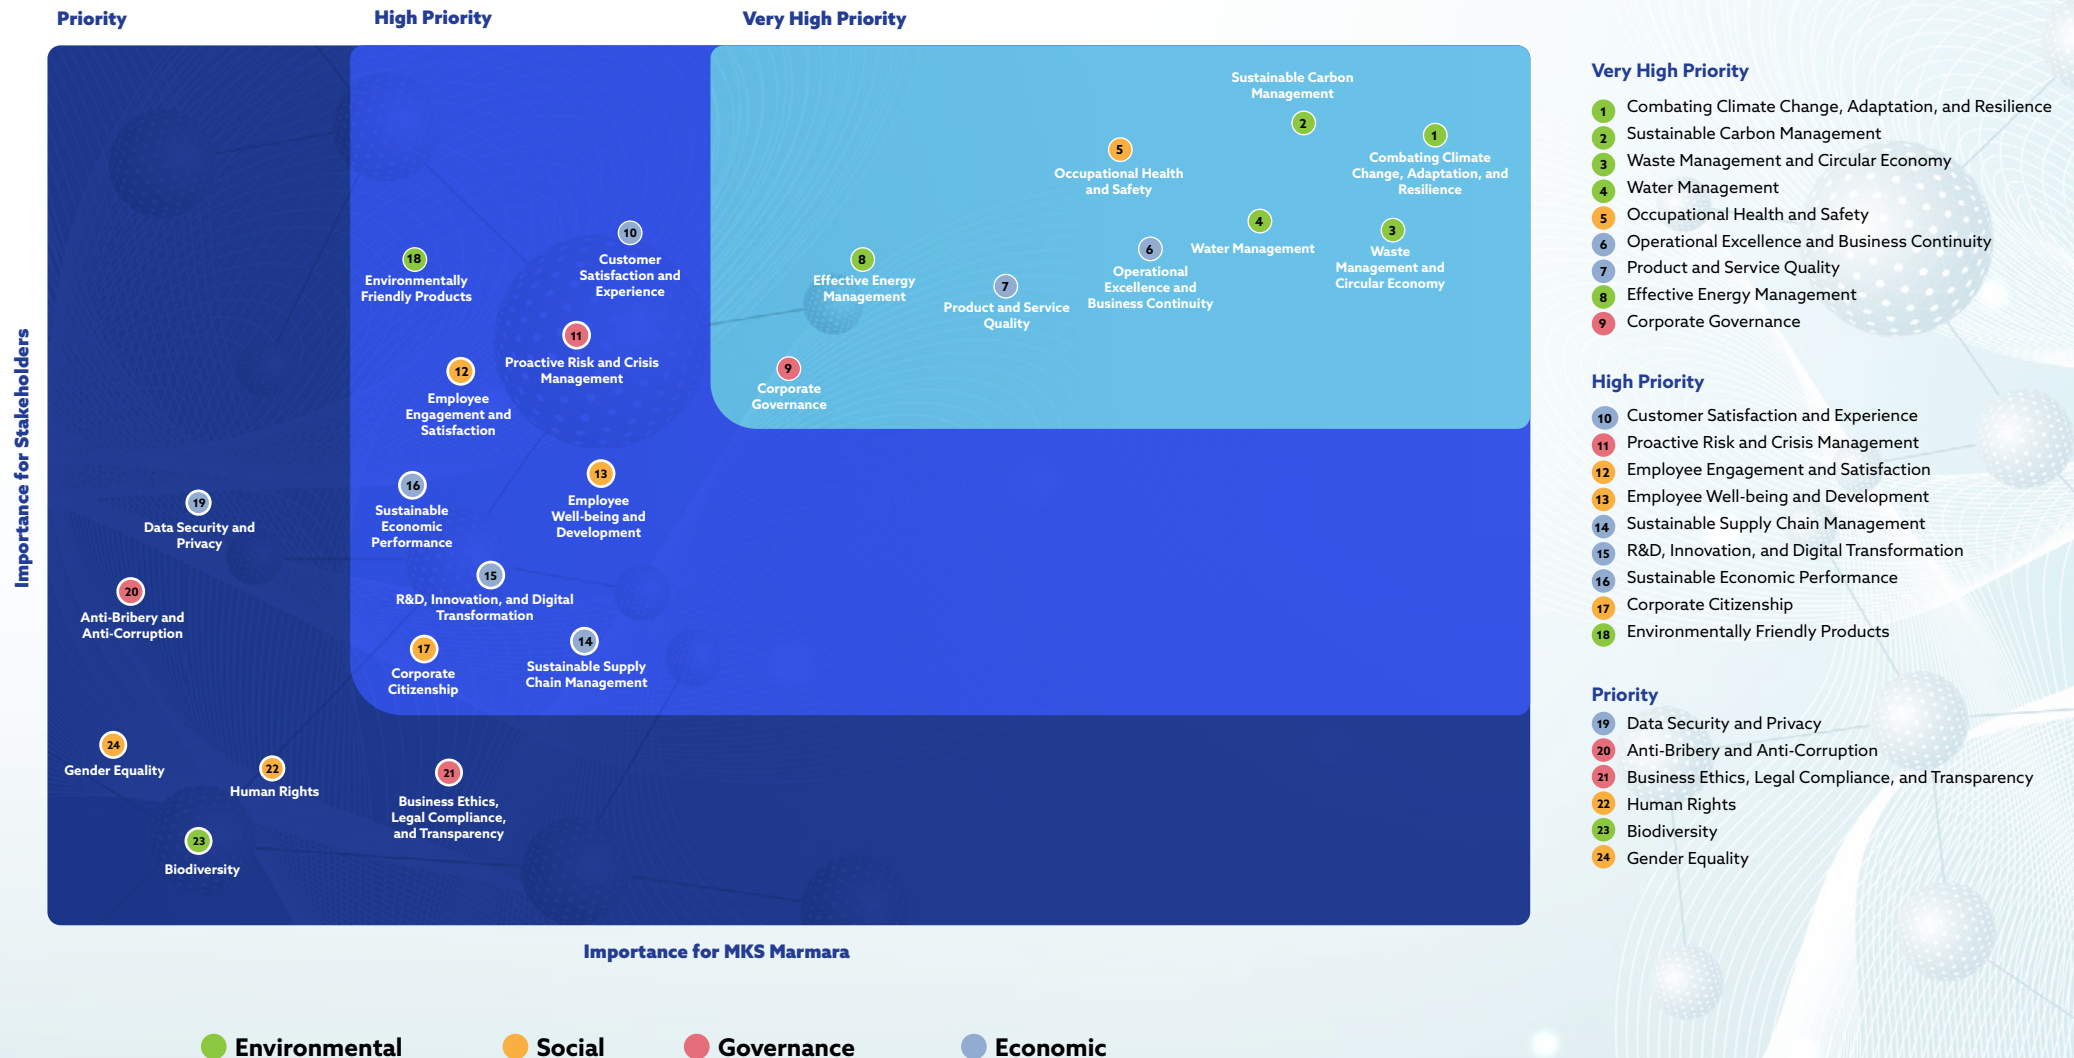 Priority
High Priority
Very High Priority
Importance for Stakeholders
Sustainable Carbon
Management
2
1
Combating Climate
Change, Adaptation, and
Resilience
5
Occupational Health
and Safety
4
Water Management
3
Waste
Management and
Circular Economy
6
Operational
Excellence and
Business Continuity
8
Effective Energy
Management
7
Product and Service
Quality
9
Corporate
Governance
10
Customer
Satisfaction and
Experience
18
Environmentally
Friendly Products
11
Proactive Risk and Crisis
Management
12
Employee
Engagement and
Satisfaction
13
Employee
Well-being and
Development
16
Sustainable
Economic
Performance
15
R&D, Innovation, and Digital
Transformation
14
Sustainable Supply
Chain Management
17
Corporate
Citizenship
19
Data Security and
Privacy
20
Anti-Bribery and
Anti-Corruption
24
Gender Equality
22
Human Rights
21
Business Ethics,
Legal Compliance,
and Transparency
23
Biodiversity
Importance for MKS Marmara
Environmental
Social
Governance
Economic
Very High Priority
1 Combating Climate Change, Adaptation, and Resilience
2 Sustainable Carbon Management
3 Waste Management and Circular Economy
4 Water Management
5 Occupational Health and Safety
6 Operational Excellence and Business Continuity
7 Product and Service Quality
8 Effective Energy Management
9 Corporate Governance
High Priority
10 Customer Satisfaction and Experience
11 Proactive Risk and Crisis Management
12 Employee Engagement and Satisfaction
13 Employee Well-being and Development
14 Sustainable Supply Chain Management
15 R&D, Innovation, and Digital Transformation
16 Sustainable Economic Performance
17 Corporate Citizenship
18 Environmentally Friendly Products
Priority
19 Data Security and Privacy
20 Anti-Bribery and Anti-Corruption
21 Business Ethics, Legal Compliance, and Transparency
22 Human Rights
23 Biodiversity
24 Gender Equality